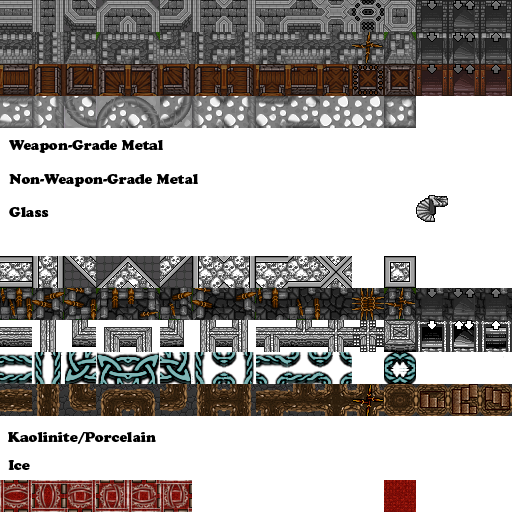 Weapon-Grade Metal
Non-Weapon-Grade Metal
Glass
Kaolinite/Porcelain
Ice